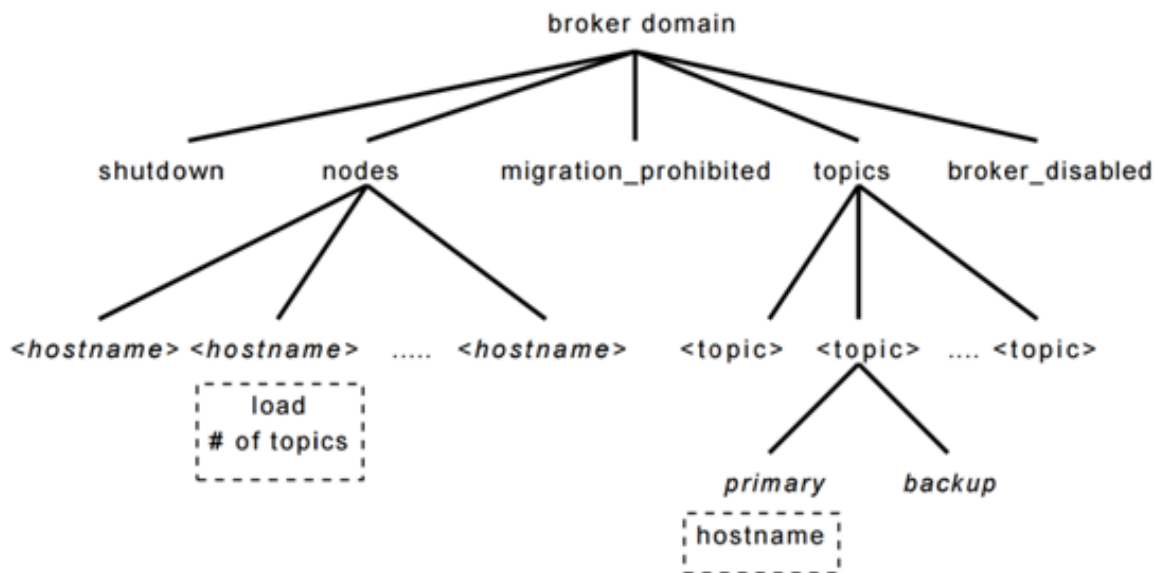 broker domain
shutdown nodes migration_prohibited topics broker_disabled
<hostname> <hostname> ..... <hostname> <topic> <topic> .... <topic>
load
# of topics
primary backup
hostname